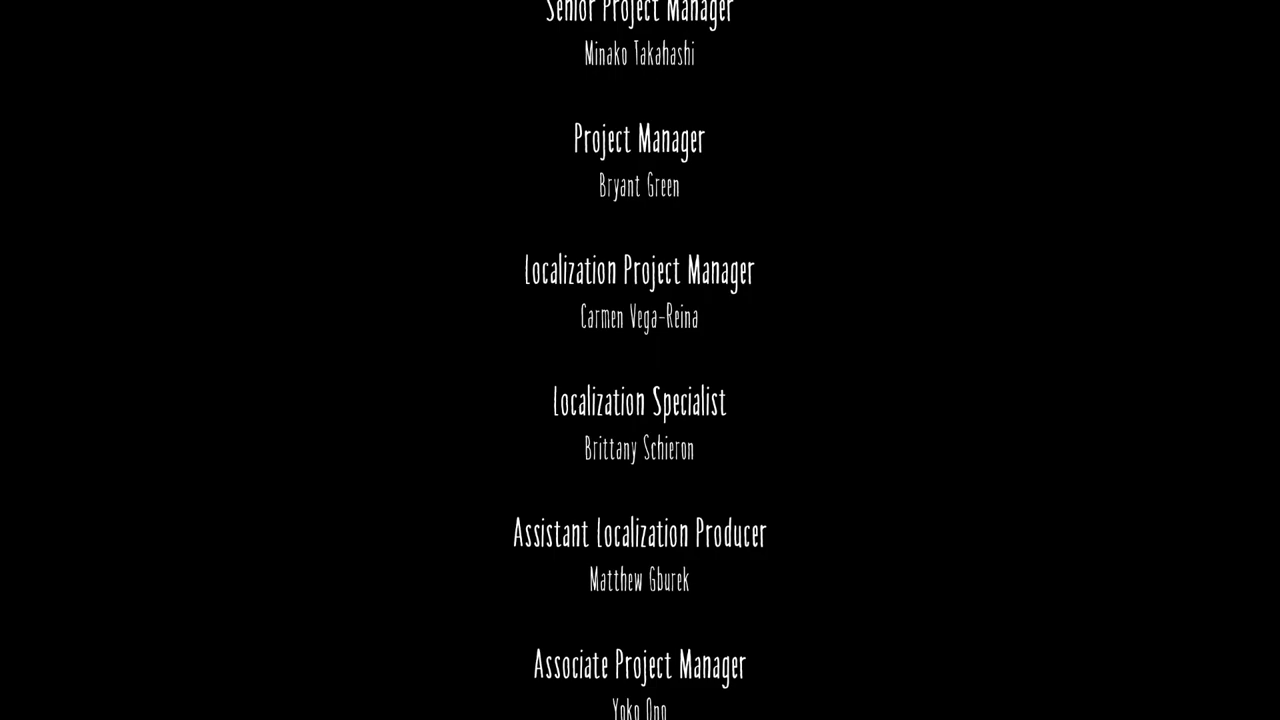 Senior Project Manager
Minako Takahashi
Project Manager
Bryant Green
Localization Project Manager
Carmen Vega-Reina
Localization Specialist
Brittany Schieron
Assistant Localization Producer
Matthew Gburek
Associate Project Manager
Yoko Ono